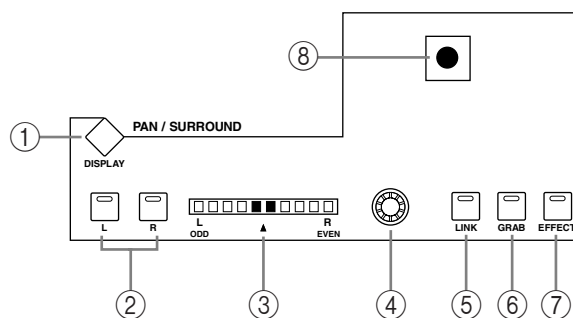 ⑧
① PAN / SURROUND
DISPLAY
L R L R LINK GRAB EFFECT
ODD ▲ EVEN
② ③ ④ ⑤ ⑥ ⑦